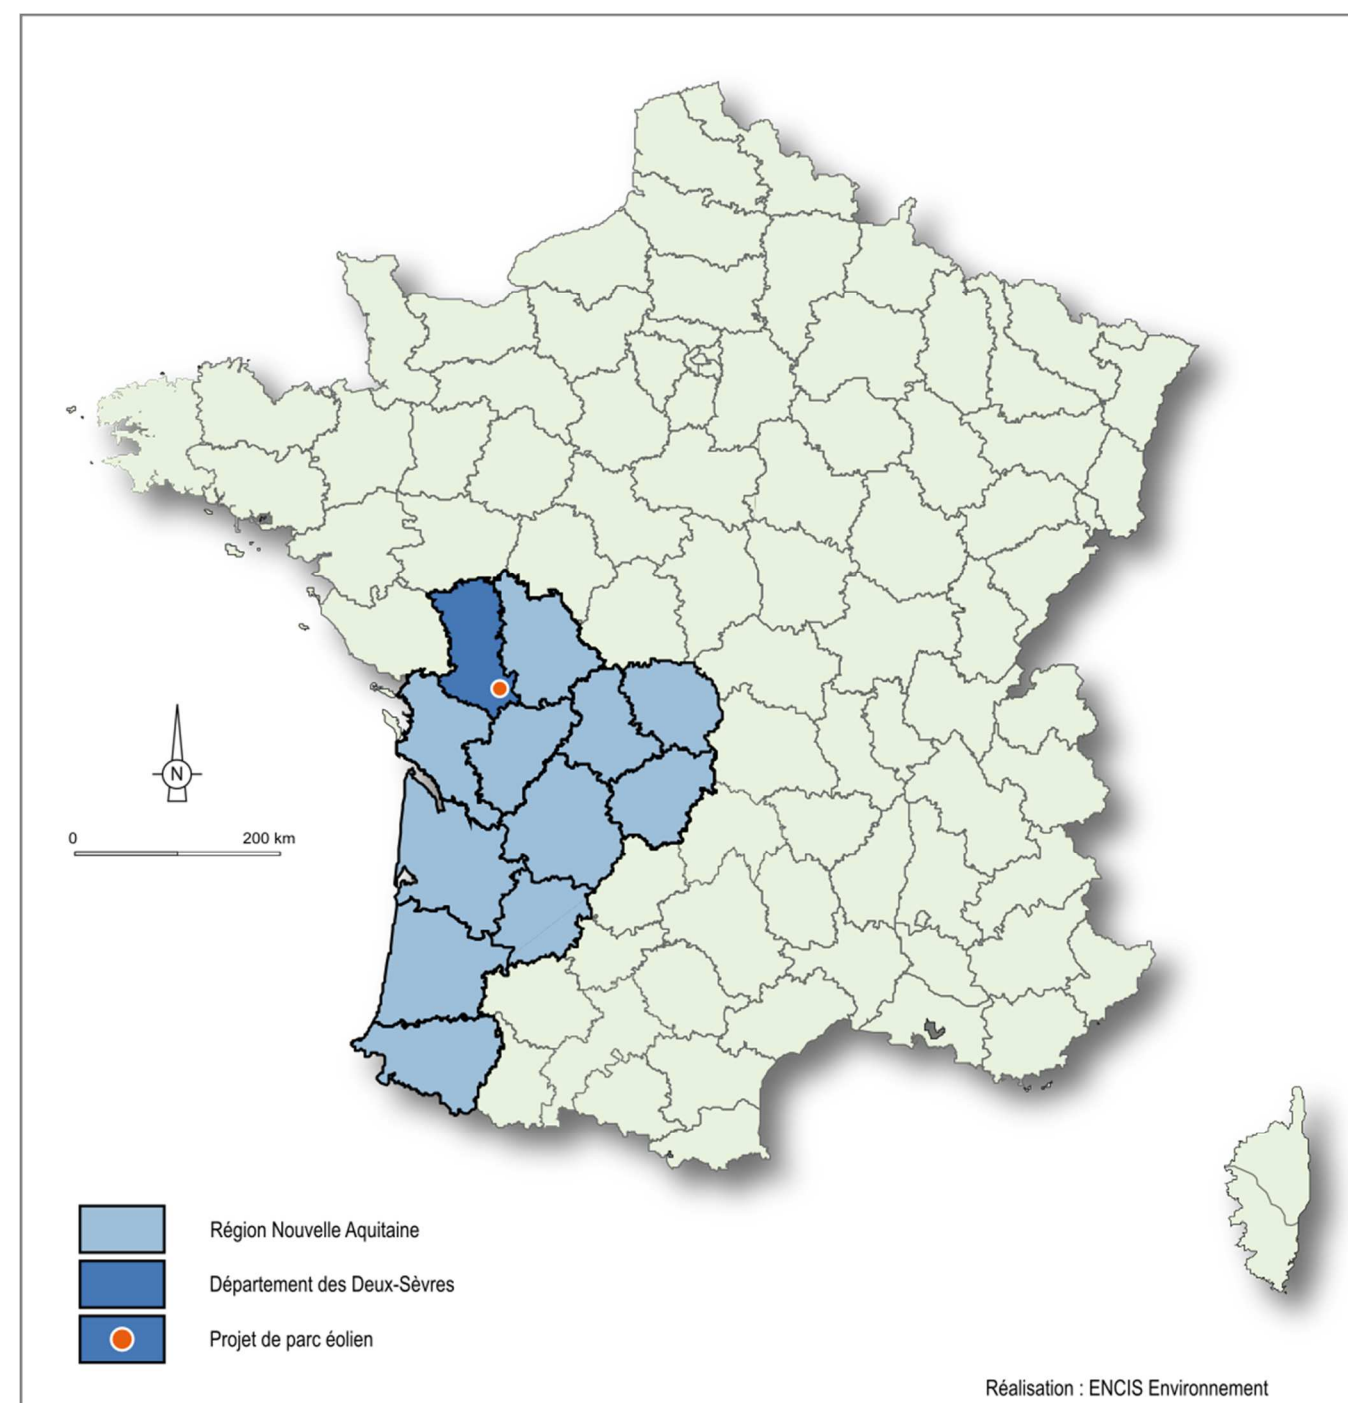 N
0 200 km
Région Nouvelle Aquitaine
Département des Deux-Sèvres
Projet de parc éolien
Réalisation : ENCIS Environnement